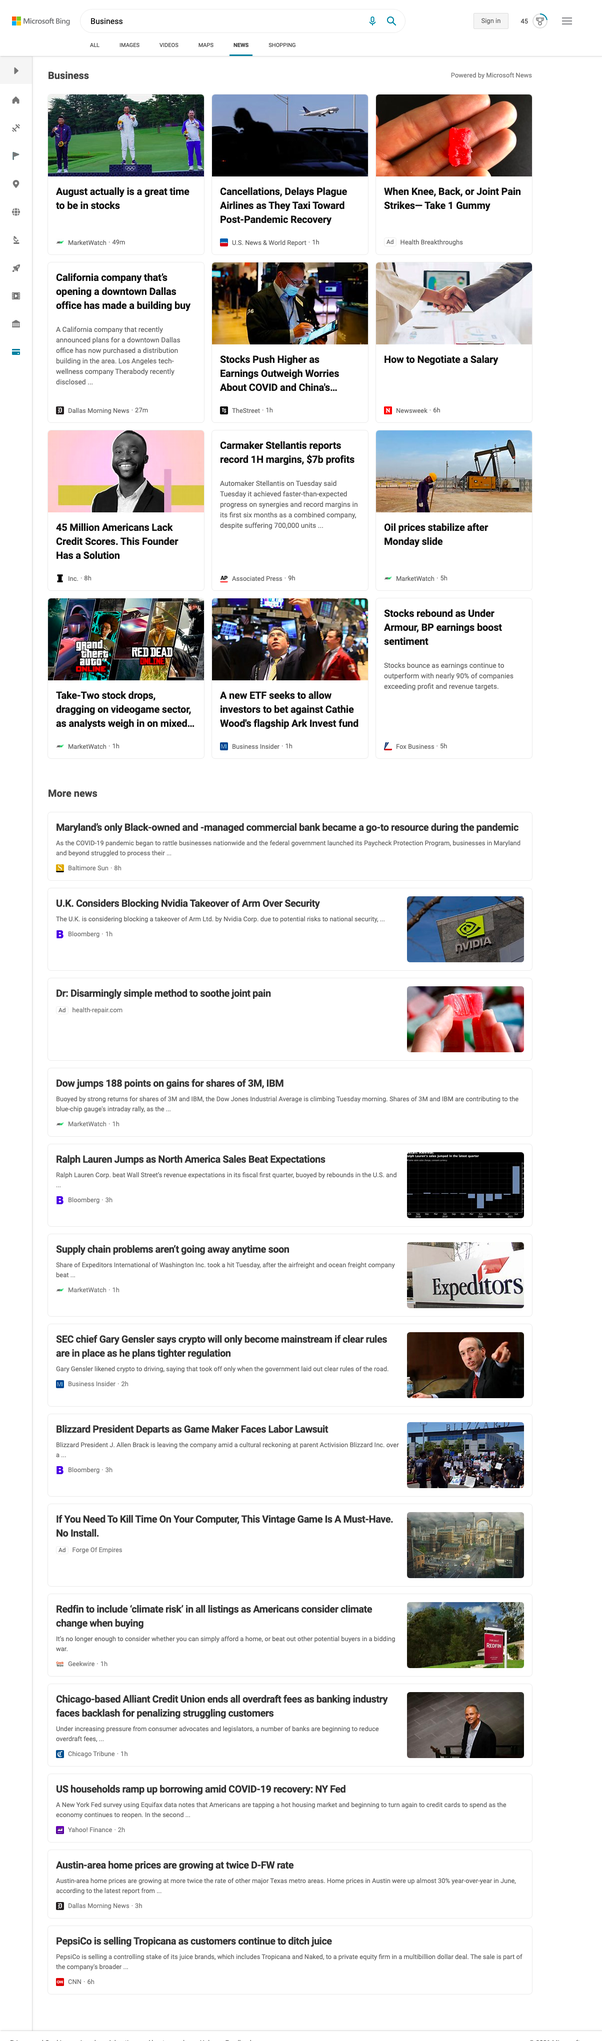 Microsoft Bing
Business
Sign in
45
ALL
IMAGES
VIDEOS
MAPS
NEWS
SHOPPING
Business
Powered by Microsoft News
August actually is a great time
to be in stocks
MarketWatch · 49m
Cancellations, Delays Plague
Airlines as They Taxi Toward
Post-Pandemic Recovery
U.S. News & World Report · 1h
When Knee, Back, or Joint Pain
Strikes— Take 1 Gummy
Ad Health Breakthroughs
California company that's
opening a downtown Dallas
office has made a building buy
A California company that recently
announced plans for a downtown Dallas
office has now purchased a distribution
building in the area. Los Angeles tech-
wellness company Therabody recently
disclosed ...
Dallas Morning News · 27m
Stocks Push Higher as
Earnings Outweigh Worries
About COVID and China's...
TheStreet · 1h
How to Negotiate a Salary
Newsweek · 6h
45 Million Americans Lack
Credit Scores. This Founder
Has a Solution
Inc. · 8h
Carmaker Stellantis reports
record 1H margins, $7b profits
Automaker Stellantis on Tuesday said
Tuesday it achieved faster-than-expected
progress on synergies and record margins in
its first six months as a combined company,
despite suffering 700,000 units ...
AP Associated Press · 9h
Oil prices stabilize after
Monday slide
MarketWatch · 5h
grand
theft
auto
ONLINE
RED DEAD
ONLINE
Take-Two stock drops,
dragging on videogame sector,
as analysts weigh in on mixed...
MarketWatch · 1h
A new ETF seeks to allow
investors to bet against Cathie
Wood's flagship Ark Invest fund
Business Insider · 1h
Stocks rebound as Under
Armour, BP earnings boost
sentiment
Stocks bounce as earnings continue to
outperform with nearly 90% of companies
exceeding profit and revenue targets.
Fox Business · 5h
More news
Maryland's only Black-owned and -managed commercial bank became a go-to resource during the pandemic
As the COVID-19 pandemic began to rattle businesses nationwide and the federal government launched its Paycheck Protection Program, businesses in Maryland
and beyond struggled to process their ...
Baltimore Sun · 8h
U.K. Considers Blocking Nvidia Takeover of Arm Over Security
The U.K. is considering blocking a takeover of Arm Ltd. by Nvidia Corp. due to potential risks to national security, ...
B Bloomberg · 1h
NVIDIA
Dr: Disarmingly simple method to soothe joint pain
Ad health-repair.com
Dow jumps 188 points on gains for shares of 3M, IBM
Buoyed by strong returns for shares of 3M and IBM, the Dow Jones Industrial Average is climbing Tuesday morning. Shares of 3M and IBM are contributing to the
blue-chip gauge's intraday rally, as the ...
MarketWatch · 1h
Ralph Lauren Jumps as North America Sales Beat Expectations
Ralph Lauren Corp. beat Wall Street's revenue expectations in its fiscal first quarter, buoyed by rebounds in the U.S. and
...
B Bloomberg · 3h
Supply chain problems aren't going away anytime soon
Share of Expeditors International of Washington Inc. took a hit Tuesday, after the airfreight and ocean freight company
beat ...
MarketWatch · 1h
Expeditors
SEC chief Gary Gensler says crypto will only become mainstream if clear rules
are in place as he plans tighter regulation
Gary Gensler likened crypto to driving, saying that took off only when the government laid out clear rules of the road.
Business Insider · 2h
Blizzard President Departs as Game Maker Faces Labor Lawsuit
Blizzard President J. Allen Brack is leaving the company amid a cultural reckoning at parent Activision Blizzard Inc. over
a ...
B Bloomberg · 3h
If You Need To Kill Time On Your Computer, This Vintage Game Is A Must-Have.
No Install.
Ad Forge Of Empires
Redfin to include 'climate risk' in all listings as Americans consider climate
change when buying
It's no longer enough to consider whether you can simply afford a home, or beat out other potential buyers in a bidding
war.
Geekwire · 1h
REDFIN
Chicago-based Alliant Credit Union ends all overdraft fees as banking industry
faces backlash for penalizing struggling customers
Under increasing pressure from consumer advocates and legislators, a number of banks are beginning to reduce
overdraft fees, ...
Chicago Tribune · 1h
US households ramp up borrowing amid COVID-19 recovery: NY Fed
A New York Fed survey using Equifax data notes that Americans are tapping a hot housing market and beginning to turn again to credit cards to spend as the
economy continues to reopen. In the second ...
Yahoo! Finance · 2h
Austin-area home prices are growing at twice D-FW rate
Austin-area home prices are growing at more twice the rate of other major Texas metro areas. Home prices in Austin were up almost 30% year-over-year in June,
according to the latest report from ...
Dallas Morning News · 3h
PepsiCo is selling Tropicana as customers continue to ditch juice
PepsiCo is selling a controlling stake of its juice brands, which includes Tropicana and Naked, to a private equity firm in a multibillion dollar deal. The sale is part of
the company's broader ...
CNN · 6h